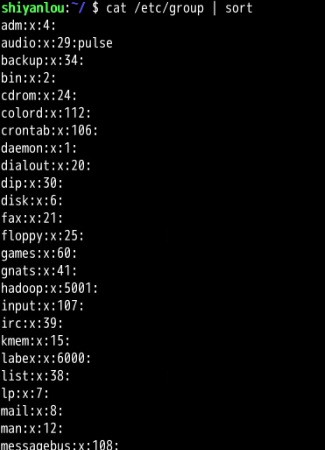 shiyanlou:~/ $ cat /etc/group | sort
adm:x:4:
audio:x:29:pulse
backup:x:34:
bin:x:2:
cdrom:x:24:
colord:x:112:
crontab:x:106:
daemon:x:1:
dialout:x:20:
dip:x:30:
disk:x:6:
fax:x:21:
floppy:x:25:
games:x:60:
gnats:x:41:
hadoop:x:5001:
input:x:107:
irc:x:39:
kmem:x:15:
labex:x:6000:
list:x:38:
lp:x:7:
mail:x:8:
man:x:12:
messagebus:x:108: